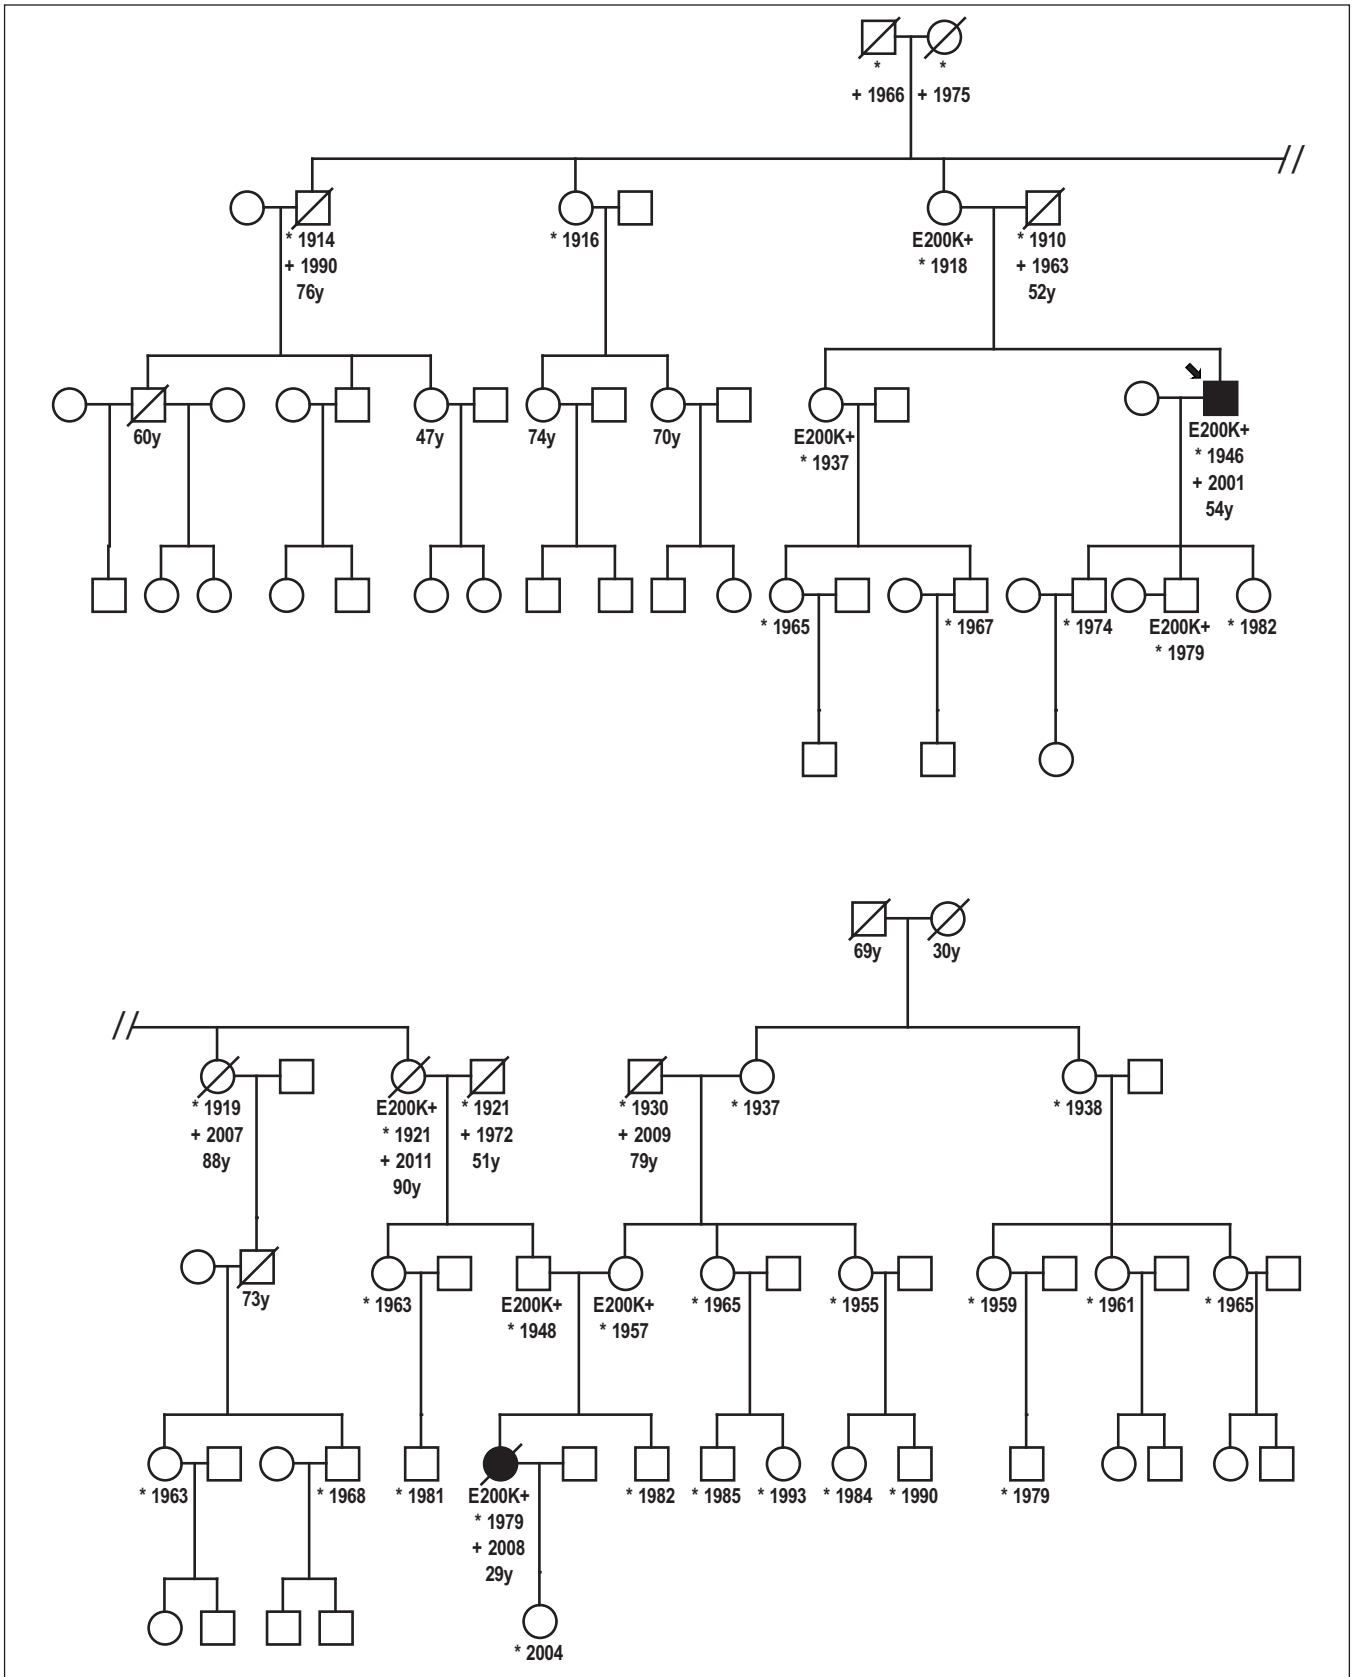 * *
+ 1966 + 1975
//
* 1914 * 1916 E200K+ * 1910
+ 1990 * 1918 + 1963
76y 52y
60y 47y 74y 70y E200K+ E200K+
* 1937 * 1946
+ 2001
54y
* 1965 * 1967 * 1974 E200K+ * 1982
* 1979
69y 30y
//
* 1919 E200K+ * 1921 * 1930 * 1937 * 1938
+ 2007 * 1921 + 1972 + 2009
88y + 2011 51y 79y
90y
73y * 1963 E200K+ E200K+ * 1965 * 1955 * 1959 * 1961 * 1965
* 1948 * 1957
* 1963 * 1968 * 1981 E200K+ * 1982 * 1985 * 1993 * 1984 * 1990 * 1979
* 1979
+ 2008
29y
* 2004